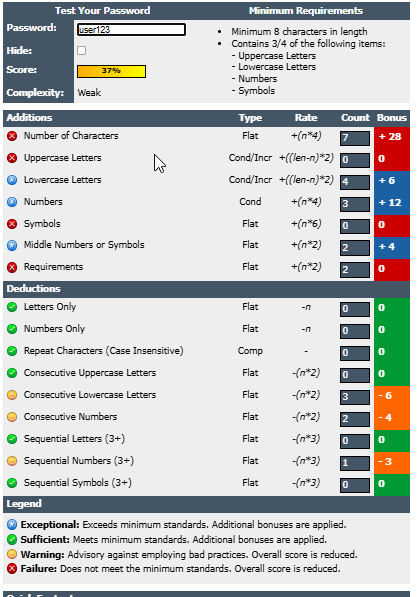 Test Your Password Minimum Requirements
Password: user123
• Minimum 8 characters in length
• Contains 3/4 of the following items:
- Uppercase Letters
- Lowercase Letters
- Numbers
- Symbols
Hide:
Score: 37%
Complexity: Weak
Additions Type Rate Count Bonus
Number of Characters Flat +(n*4) 7 + 28
Uppercase Letters Cond/Incr +((len-n)*2) 0 0
Lowercase Letters Cond/Incr +((len-n)*2) 4 + 6
Numbers Cond +(n*4) 3 + 12
Symbols Flat +(n*6) 0 0
Middle Numbers or Symbols Flat +(n*2) 2 + 4
Requirements Flat +(n*2) 2 0
Deductions
Letters Only Flat -n 0 0
Numbers Only Flat -n 0 0
Repeat Characters (Case Insensitive) Comp - 0 0
Consecutive Uppercase Letters Flat -(n*2) 0 0
Consecutive Lowercase Letters Flat -(n*2) 3 - 6
Consecutive Numbers Flat -(n*2) 2 - 4
Sequential Letters (3+) Flat -(n*3) 0 0
Sequential Numbers (3+) Flat -(n*3) 1 - 3
Sequential Symbols (3+) Flat -(n*3) 0 0
Legend
Exceptional: Exceeds minimum standards. Additional bonuses are applied.
Sufficient: Meets minimum standards. Additional bonuses are applied.
Warning: Advisory against employing bad practices. Overall score is reduced.
Failure: Does not meet the minimum standards. Overall score is reduced.